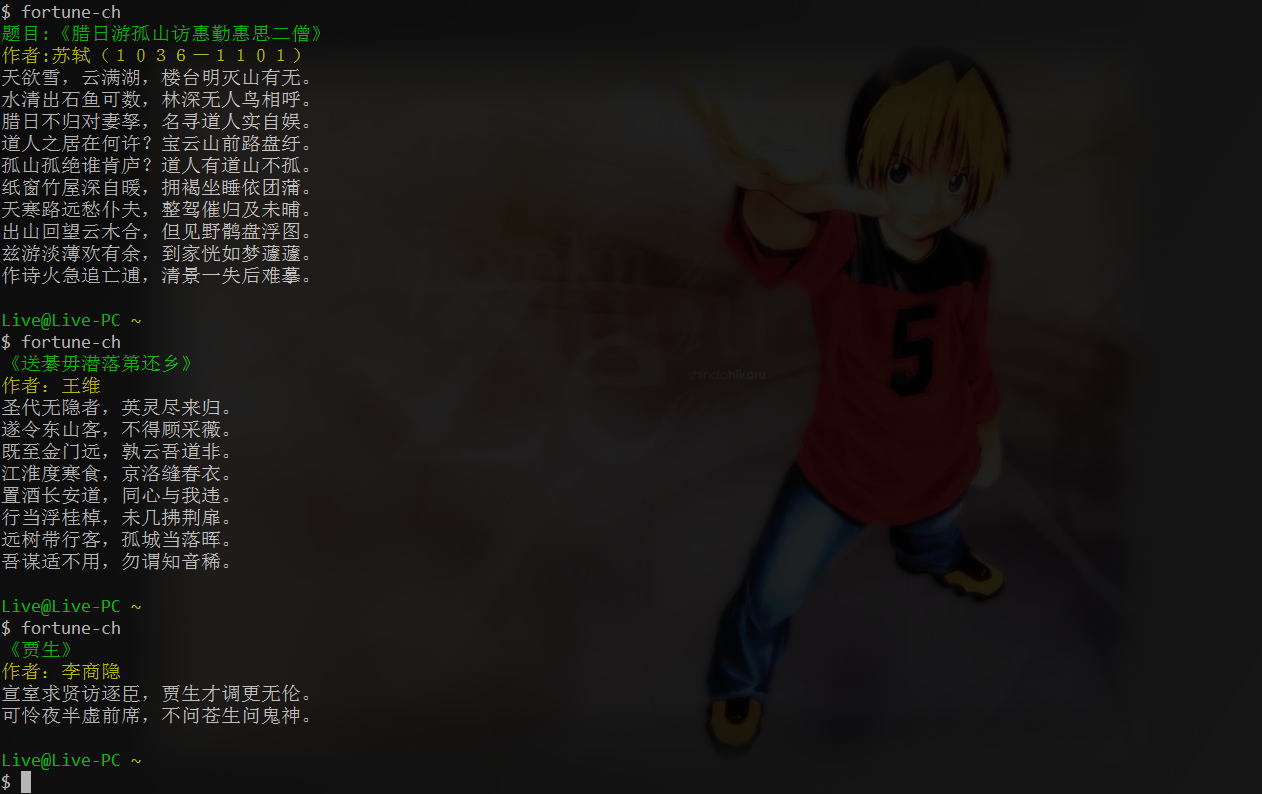 $ fortune-ch
题目:《腊日游孤山访惠勤惠思二僧》
作者:苏轼（１０３６－１１０１）
天欲雪，云满湖，楼台明灭山有无。
水清出石鱼可数，林深无人鸟相呼。
腊日不归对妻孥，名寻道人实自娱。
道人之居在何许？宝云山前路盘纡。
孤山孤绝谁肯庐？道人有道山不孤。
纸窗竹屋深自暖，拥褐坐睡依团蒲。
天寒路远愁仆夫，整驾催归及未晡。
出山回望云木合，但见野鹘盘浮图。
兹游淡薄欢有余，到家恍如梦蘧蘧。
作诗火急追亡逋，清景一失后难摹。
Live@Live-PC ~
$ fortune-ch
《送綦毋潜落第还乡》
作者：王维
圣代无隐者，英灵尽来归。
遂令东山客，不得顾采薇。
既至金门远，孰云吾道非。
江淮度寒食，京洛缝春衣。
置酒长安道，同心与我违。
行当浮桂棹，未几拂荆扉。
远树带行客，孤城当落晖。
吾谋适不用，勿谓知音稀。
Live@Live-PC ~
$ fortune-ch
《贾生》
作者：李商隐
宣室求贤访逐臣，贾生才调更无伦。
可怜夜半虚前席，不问苍生问鬼神。
Live@Live-PC ~
$
5
shindohikaru